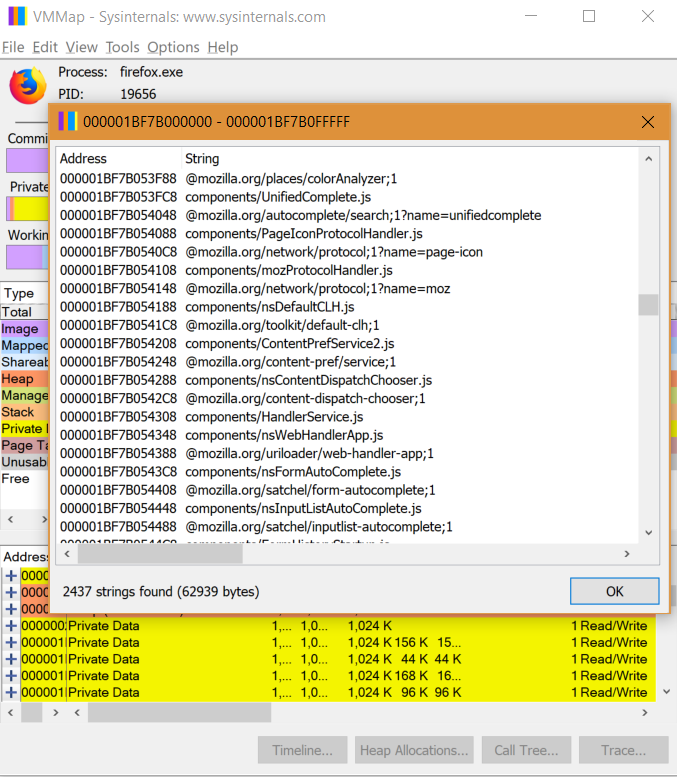 VMMap - Sysinternals: www.sysinternals.com
File Edit View Tools Options Help
Process: firefox.exe
PID: 19656
000001BF7B000000 - 000001BF7B0FFFFF
Commi
Private
Workin
Address String
000001BF7B053F88 @mozilla.org/places/colorAnalyzer;1
000001BF7B053FC8 components/UnifiedComplete.js
000001BF7B054048 @mozilla.org/autocomplete/search;1?name=unifiedcomplete
000001BF7B054088 components/PageIconProtocolHandler.js
000001BF7B0540C8 @mozilla.org/network/protocol;1?name=page-icon
000001BF7B054108 components/mozProtocolHandler.js
000001BF7B054148 @mozilla.org/network/protocol;1?name=moz
000001BF7B054188 components/nsDefaultCLH.js
000001BF7B0541C8 @mozilla.org/toolkit/default-clh;1
000001BF7B054208 components/ContentPrefService2.js
000001BF7B054248 @mozilla.org/content-pref/service;1
000001BF7B054288 components/nsContentDispatchChooser.js
000001BF7B0542C8 @mozilla.org/content-dispatch-chooser;1
000001BF7B054308 components/HandlerService.js
000001BF7B054348 components/nsWebHandlerApp.js
000001BF7B054388 @mozilla.org/uriloader/web-handler-app;1
000001BF7B0543C8 components/nsFormAutoComplete.js
000001BF7B054408 @mozilla.org/satchel/form-autocomplete;1
000001BF7B054448 components/nsInputListAutoComplete.js
000001BF7B054488 @mozilla.org/satchel/inputlist-autocomplete;1
2437 strings found (62939 bytes)
OK
Type
Total
Image
Mapped
Shareab
Heap
Manage
Stack
Private
Page Ta
Unusab
Free
Address
0000
0000
0000
000002 Private Data 1,... 1,0... 1,024 K 1 Read/Write
000001 Private Data 1,... 1,0... 1,024 K 156 K 15... 1 Read/Write
000001 Private Data 1,... 1,0... 1,024 K 44 K 44 K 1 Read/Write
000001 Private Data 1,... 1,0... 1,024 K 168 K 16... 1 Read/Write
000001 Private Data 1,... 1,0... 1,024 K 96 K 96 K 1 Read/Write
Timeline... Heap Allocations... Call Tree... Trace...